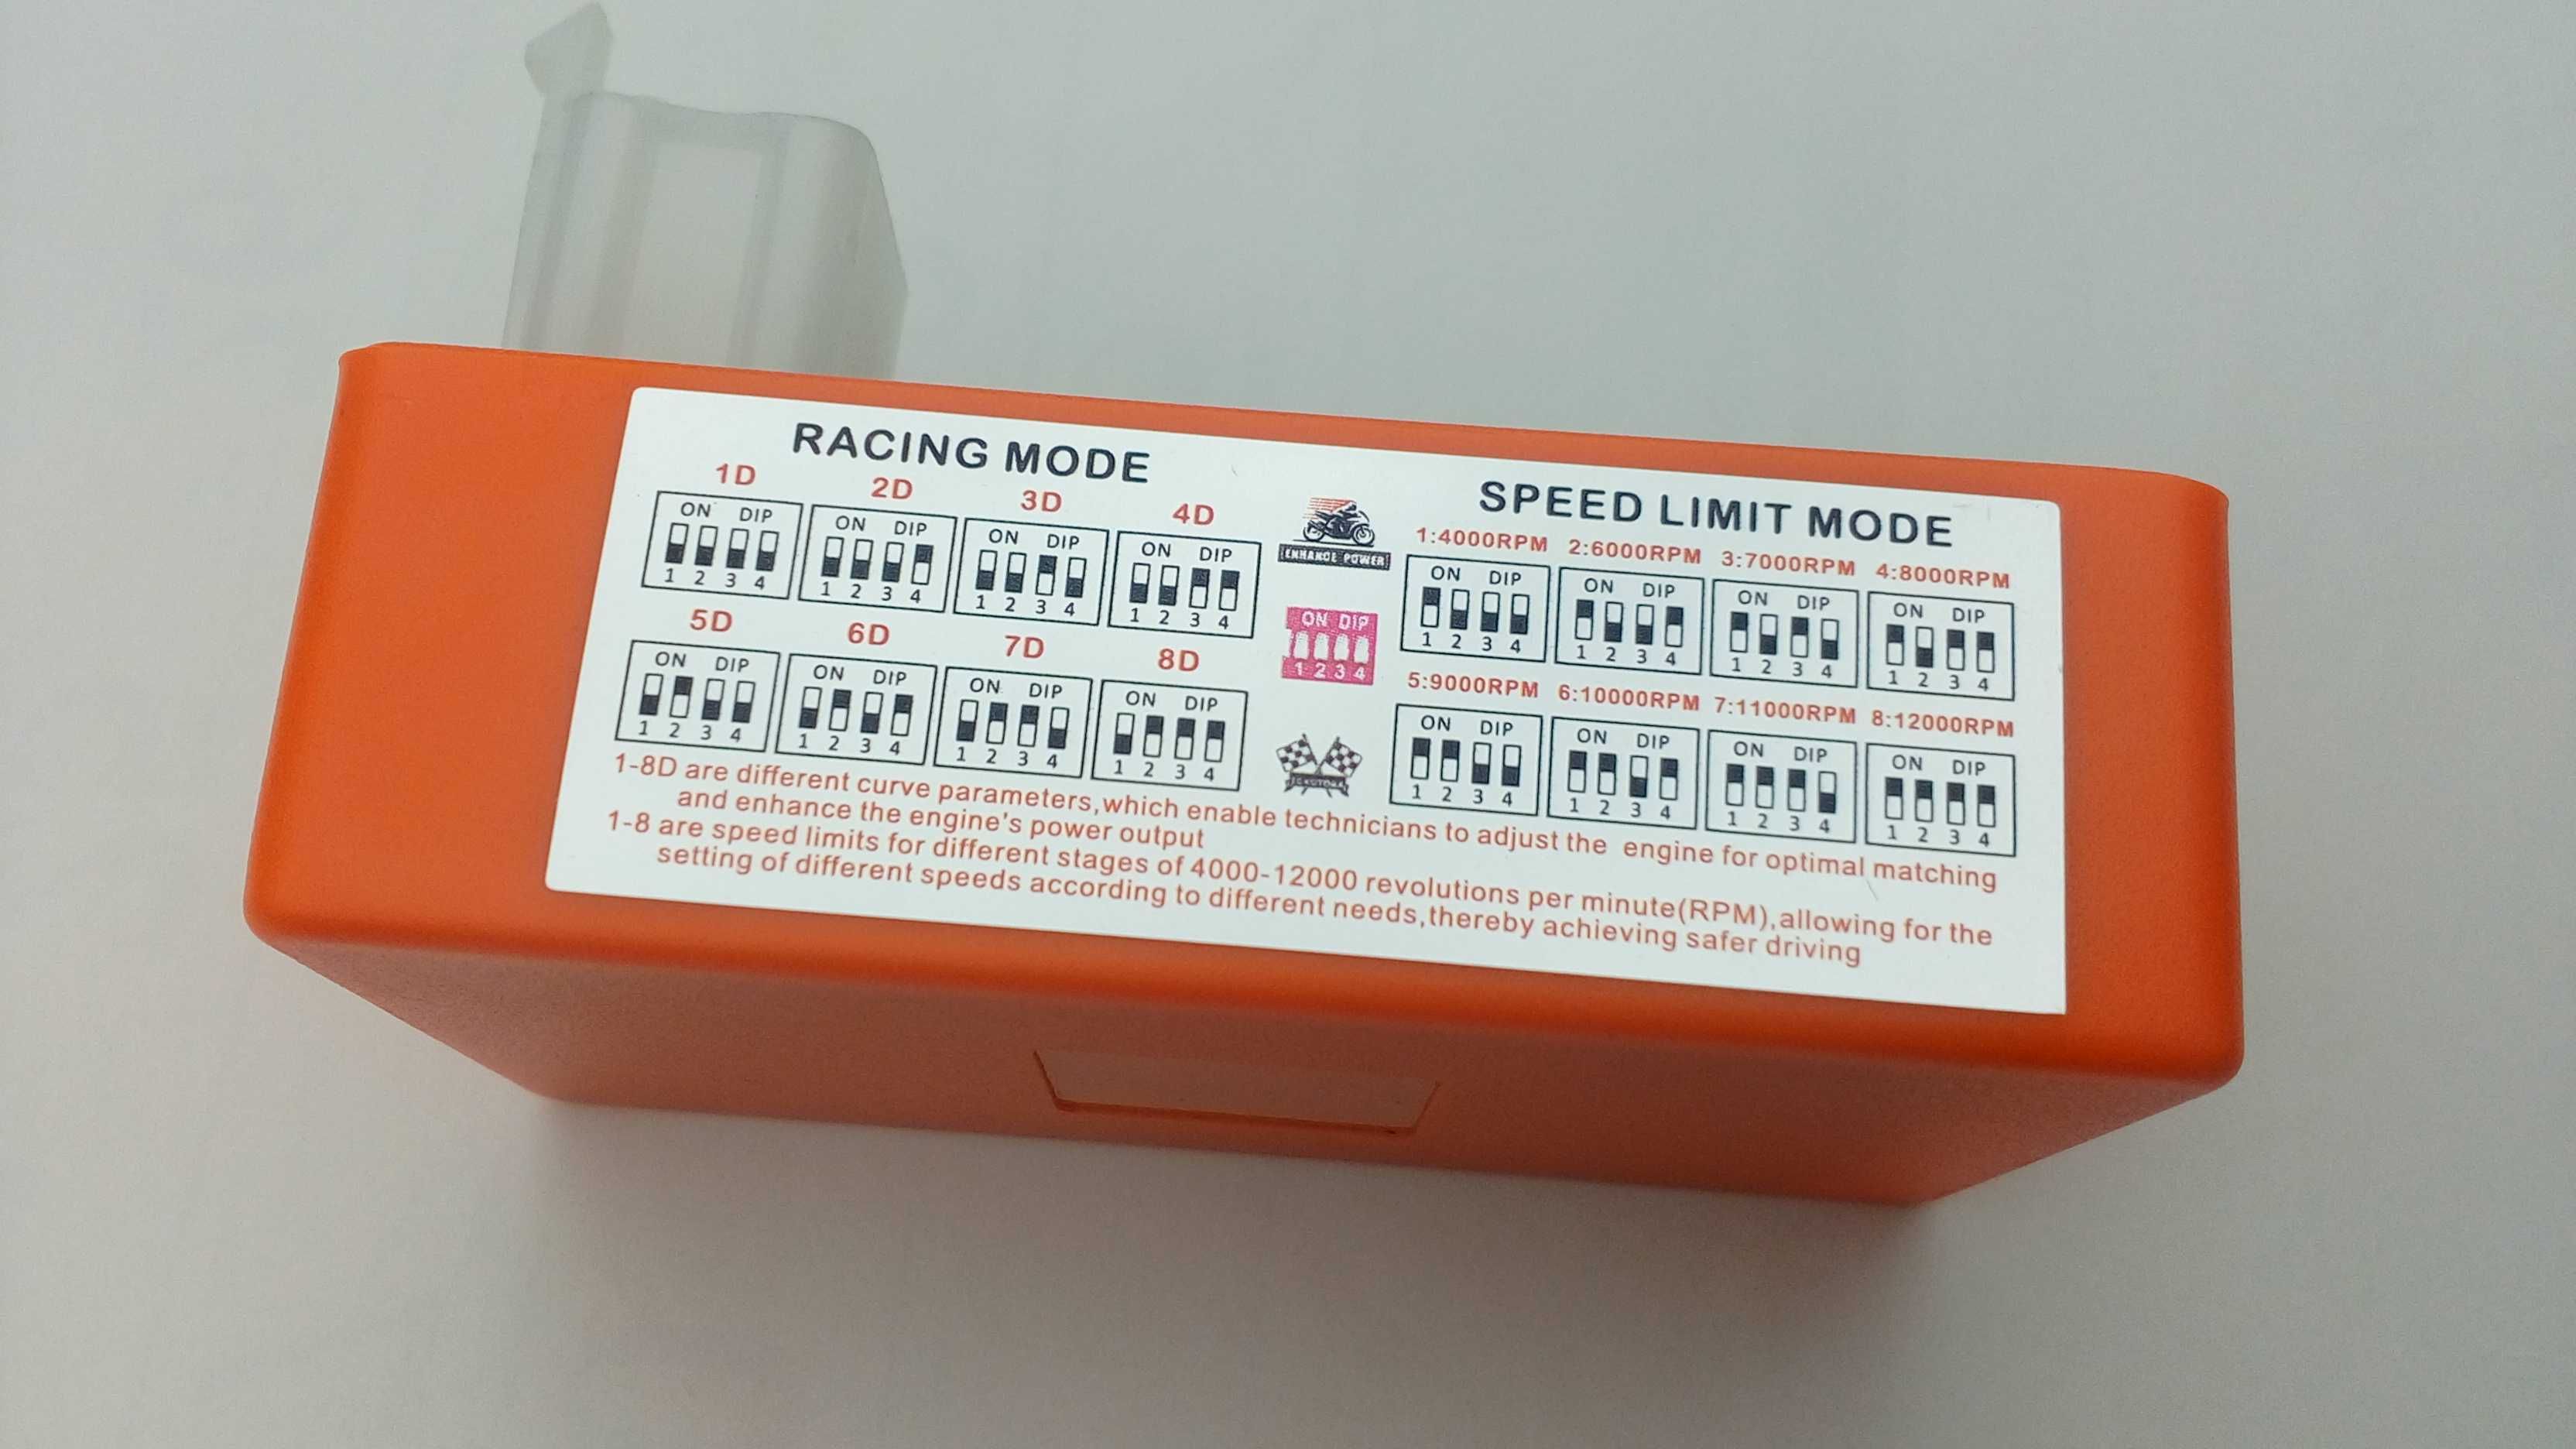 RACING MODE
1D 2D 3D 4D
ON DIP ON DIP ON DIP ON DIP
1 2 3 4 1 2 3 4 1 2 3 4 1 2 3 4
5D 6D 7D 8D
ON DIP ON DIP ON DIP ON DIP
1 2 3 4 1 2 3 4 1 2 3 4 1 2 3 4
ENHANCE POWER
ON DIP
1 2 3 4
SPEED LIMIT MODE
1:4000RPM 2:6000RPM 3:7000RPM 4:8000RPM
ON DIP ON DIP ON DIP ON DIP
1 2 3 4 1 2 3 4 1 2 3 4 1 2 3 4
5:9000RPM 6:10000RPM 7:11000RPM 8:12000RPM
ON DIP ON DIP ON DIP ON DIP
1 2 3 4 1 2 3 4 1 2 3 4 1 2 3 4
1-8D are different curve parameters,which enable technicians to adjust the engine for optimal matching
and enhance the engine's power output
1-8 are speed limits for different stages of 4000-12000 revolutions per minute(RPM),allowing for the
setting of different speeds according to different needs,thereby achieving safer driving